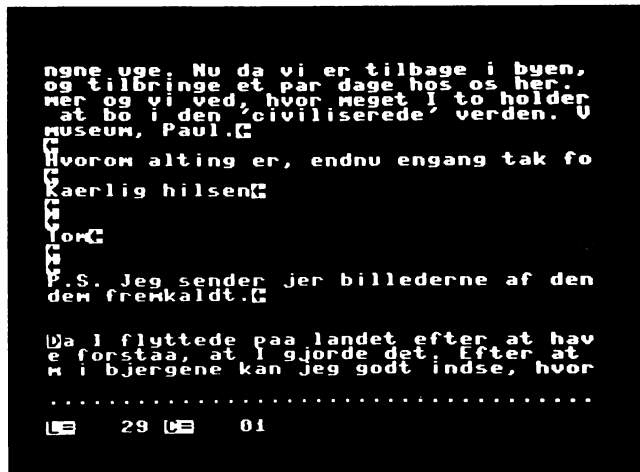 ngne uge. Nu da vi er tilbage i byen,
og tilbringe et par dage hos os her.
mer og vi ved, hvor meget I to holder
at bo i den 'civiliserede' verden. V
museum, Paul.C
C
Hvorom alting er, endnu engang tak fo
C
Kaerlig hilsenC
C
C
TomC
C
C
P.S. Jeg sender jer billederne af den
dem fremkaldt.C
Da I flyttede paa landet efter at hav
e forstaa, at I gjorde det. Efter at
m i bjergene kan jeg godt indse, hvor
........................................
L= 29 C= 01